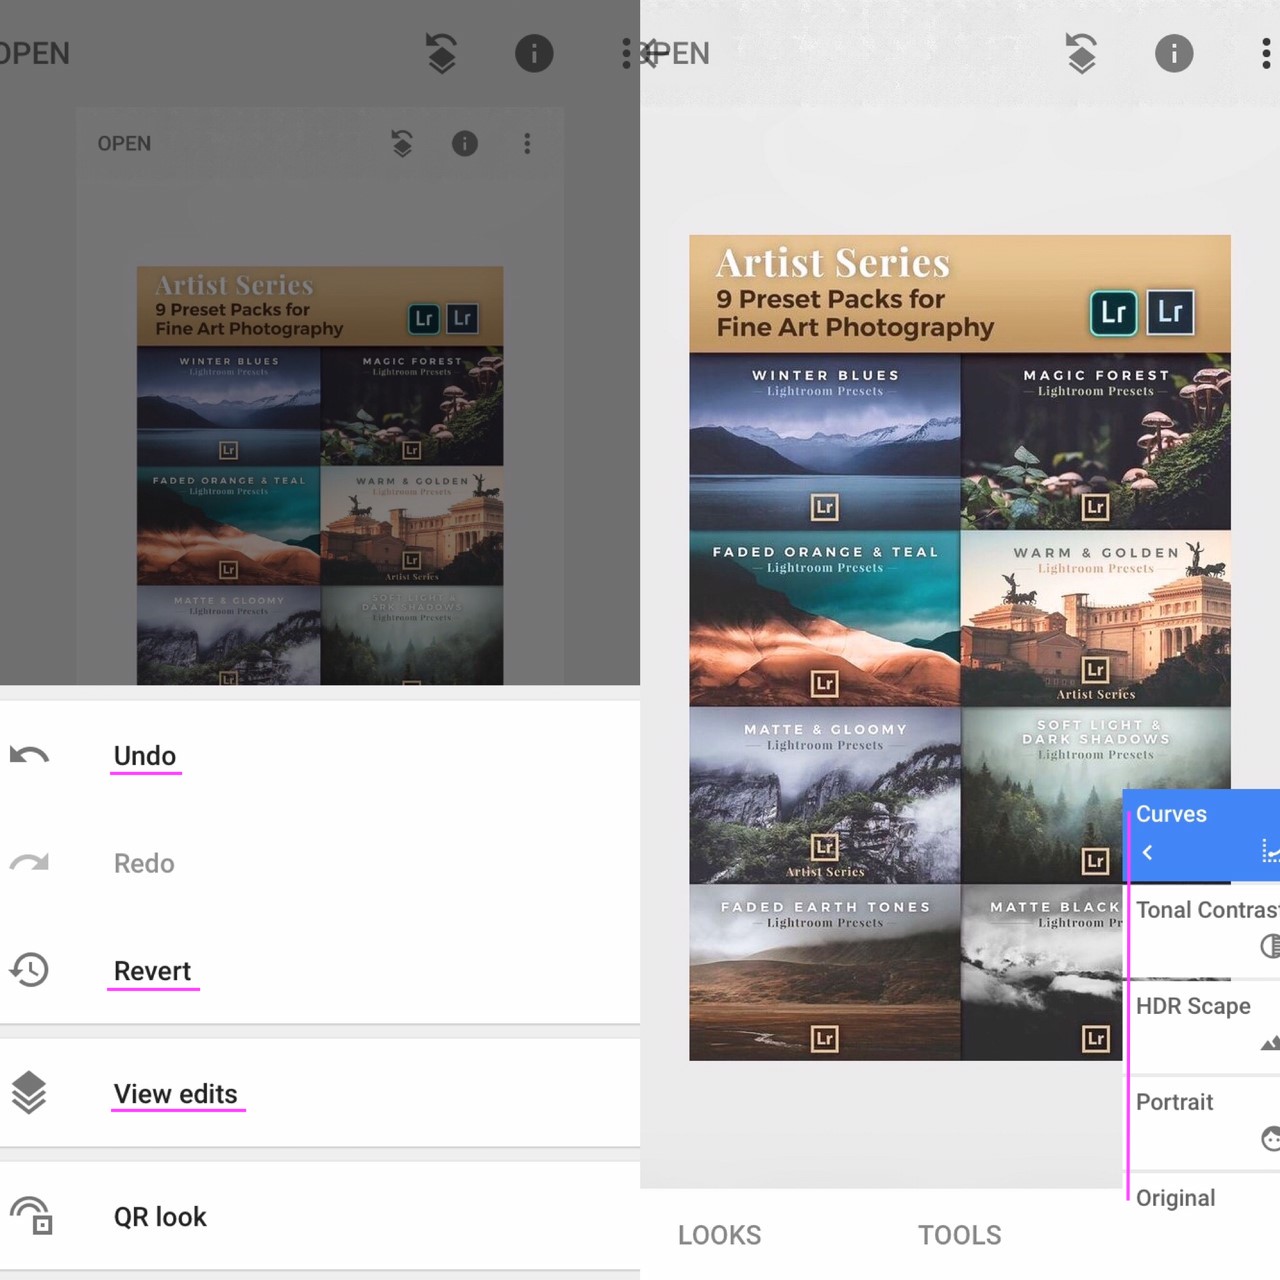 OPEN
OPEN
Artist Series
9 Preset Packs for
Fine Art Photography
Lr
Lr
WINTER BLUES
Lightroom Presets
Lr
MAGIC FOREST
Lightroom Presets
Lr
FADED ORANGE & TEAL
Lightroom Presets
Lr
WARM & GOLDEN
Lightroom Presets
Lr
Artist Series
MATTE & GLOOMY
Lightroom Presets
Lr
SOFT LIGHT &
DARK SHADOWS
Lightroom Presets
Undo
Redo
Revert
View edits
QR look
OPEN
Artist Series
9 Preset Packs for
Fine Art Photography
Lr
Lr
WINTER BLUES
Lightroom Presets
Lr
MAGIC FOREST
Lightroom Presets
Lr
FADED ORANGE & TEAL
Lightroom Presets
Lr
WARM & GOLDEN
Lightroom Presets
Lr
Artist Series
MATTE & GLOOMY
Lightroom Presets
Lr
Artist Series
SOFT LIGHT &
DARK SHADOWS
Lightroom Presets
Lr
FADED EARTH TONES
Lightroom Presets
Lr
MATTE BLACK
Lightroom Pr
Lr
Curves
Tonal Contrast
HDR Scape
Portrait
Original
LOOKS
TOOLS